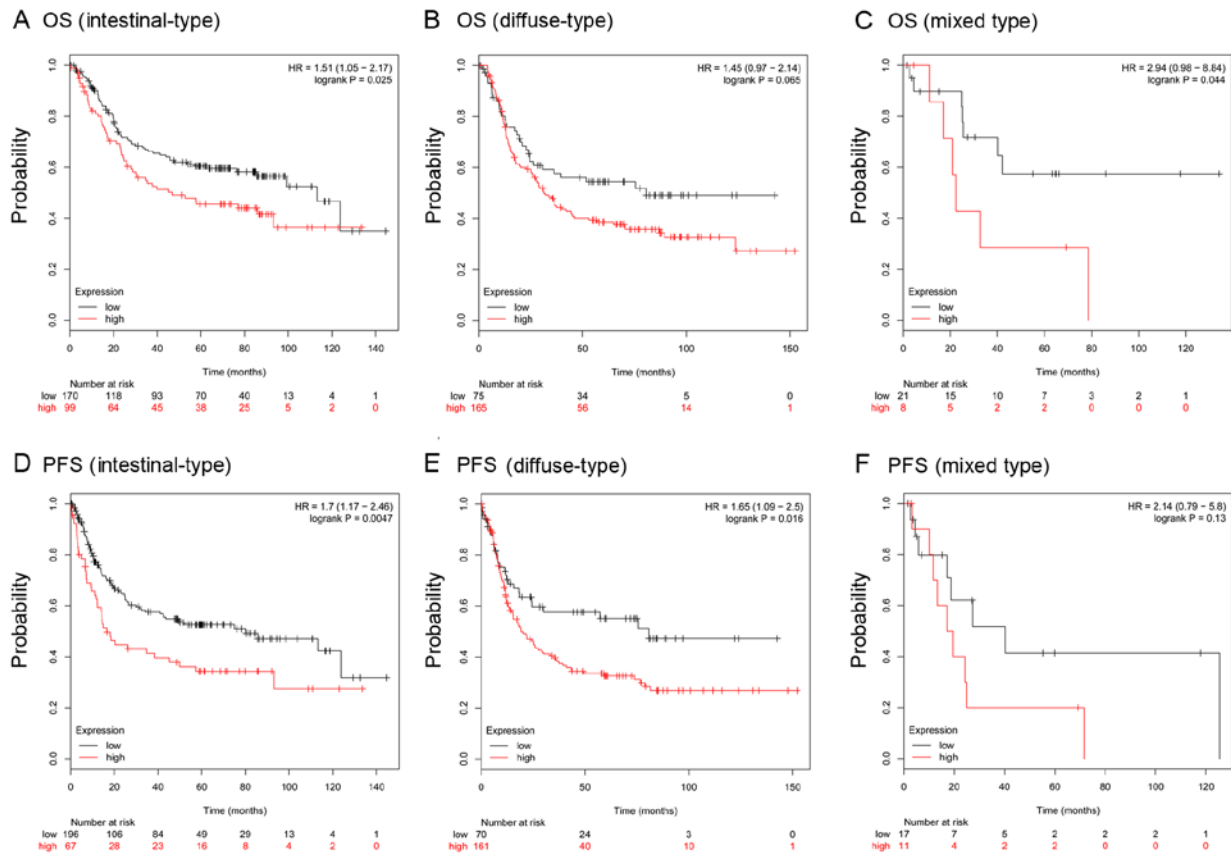 A OS (intestinal-type)
HR = 1.51 (1.05 − 2.17)
logrank P = 0.025
Probability
1.0
0.8
0.6
0.4
0.2
0.0
Expression
low
high
0 20 40 60 80 100 120 140
Time (months)
Number at risk
low 170 118 93 70 40 13 4 1
high 99 64 45 38 25 5 2 0
B OS (diffuse-type)
HR = 1.45 (0.97 − 2.14)
logrank P = 0.065
Probability
1.0
0.8
0.6
0.4
0.2
0.0
Expression
low
high
0 50 100 150
Time (months)
Number at risk
low 75 34 5 0
high 165 56 14 1
C OS (mixed type)
HR = 2.94 (0.98 − 8.84)
logrank P = 0.044
Probability
1.0
0.8
0.6
0.4
0.2
0.0
Expression
low
high
0 20 40 60 80 100 120
Time (months)
Number at risk
low 21 15 10 7 3 2 1
high 8 5 2 2 0 0 0
D PFS (intestinal-type)
HR = 1.7 (1.17 − 2.46)
logrank P = 0.0047
Probability
1.0
0.8
0.6
0.4
0.2
0.0
Expression
low
high
0 20 40 60 80 100 120 140
Time (months)
Number at risk
low 196 106 84 49 29 13 4 1
high 67 28 23 16 8 4 2 0
E PFS (diffuse-type)
HR = 1.65 (1.09 − 2.5)
logrank P = 0.016
Probability
1.0
0.8
0.6
0.4
0.2
0.0
Expression
low
high
0 50 100 150
Time (months)
Number at risk
low 70 24 3 0
high 161 40 10 1
F PFS (mixed type)
HR = 2.14 (0.79 − 5.8)
logrank P = 0.13
Probability
1.0
0.8
0.6
0.4
0.2
0.0
Expression
low
high
0 20 40 60 80 100 120
Time (months)
Number at risk
low 17 7 5 2 2 2 1
high 11 4 2 2 0 0 0